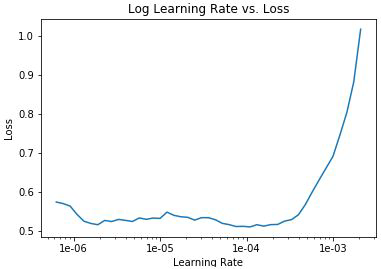 Log Learning Rate vs. Loss
Loss
1.0
0.9
0.8
0.7
0.6
0.5
1e-06
1e-05
1e-04
1e-03
Learning Rate